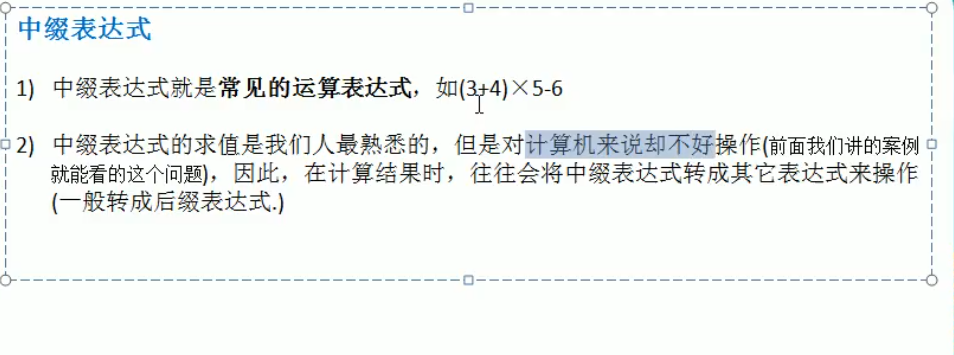 中缀表达式
1) 中缀表达式就是常见的运算表达式，如(3+4)×5-6
2) 中缀表达式的求值是我们人最熟悉的，但是对计算机来说却不好操作(前面我们讲的案例
就能看的这个问题)，因此，在计算结果时，往往会将中缀表达式转成其它表达式来操作
(一般转成后缀表达式.)